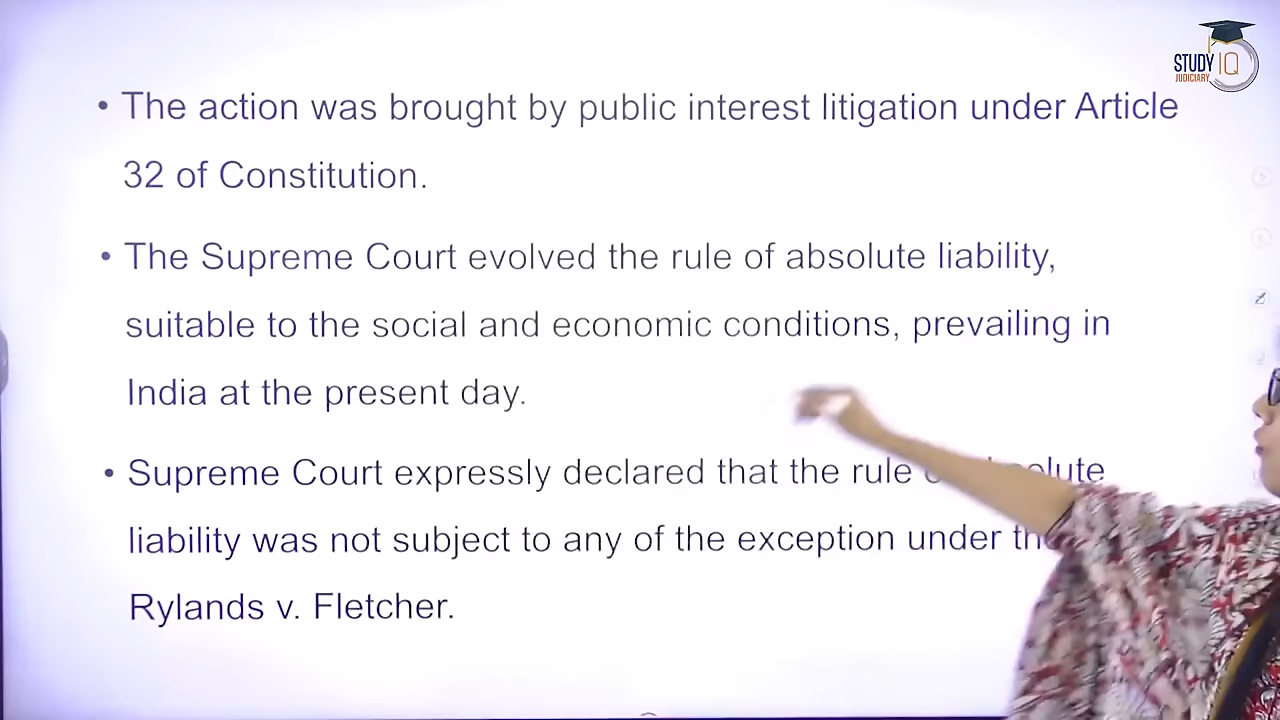 STUDY IQ
JUDICIARY
• The action was brought by public interest litigation under Article
32 of Constitution.
• The Supreme Court evolved the rule of absolute liability,
suitable to the social and economic conditions, prevailing in
India at the present day.
• Supreme Court expressly declared that the rule
liability was not subject to any of the exception under
Rylands v. Fletcher.